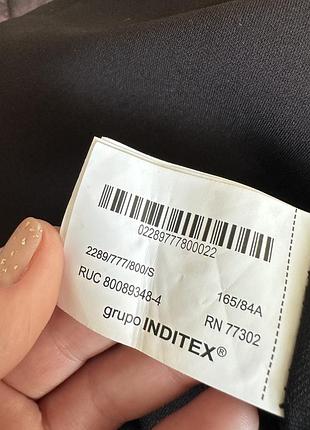 02289777800022
2289/777/800/S
165/84A
RUC 80089348-4
RN 77302
grupo INDITEX®